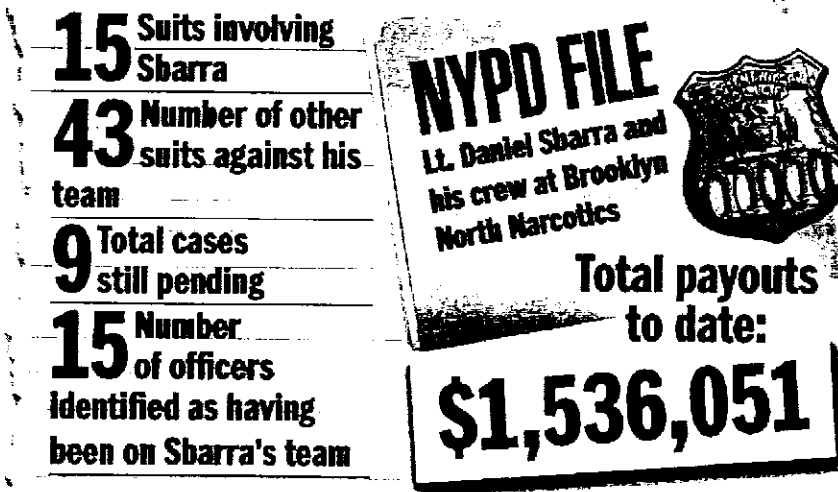 15 Suits involving
Sbarra
43 Number of other
suits against his
team
9 Total cases
still pending
15 Number
of officers
identified as having
been on Sbarra's team
NYPD FILE
Lt. Daniel Sbarra and
his crew at Brooklyn
North Narcotics
Total payouts
to date:
$1,536,051